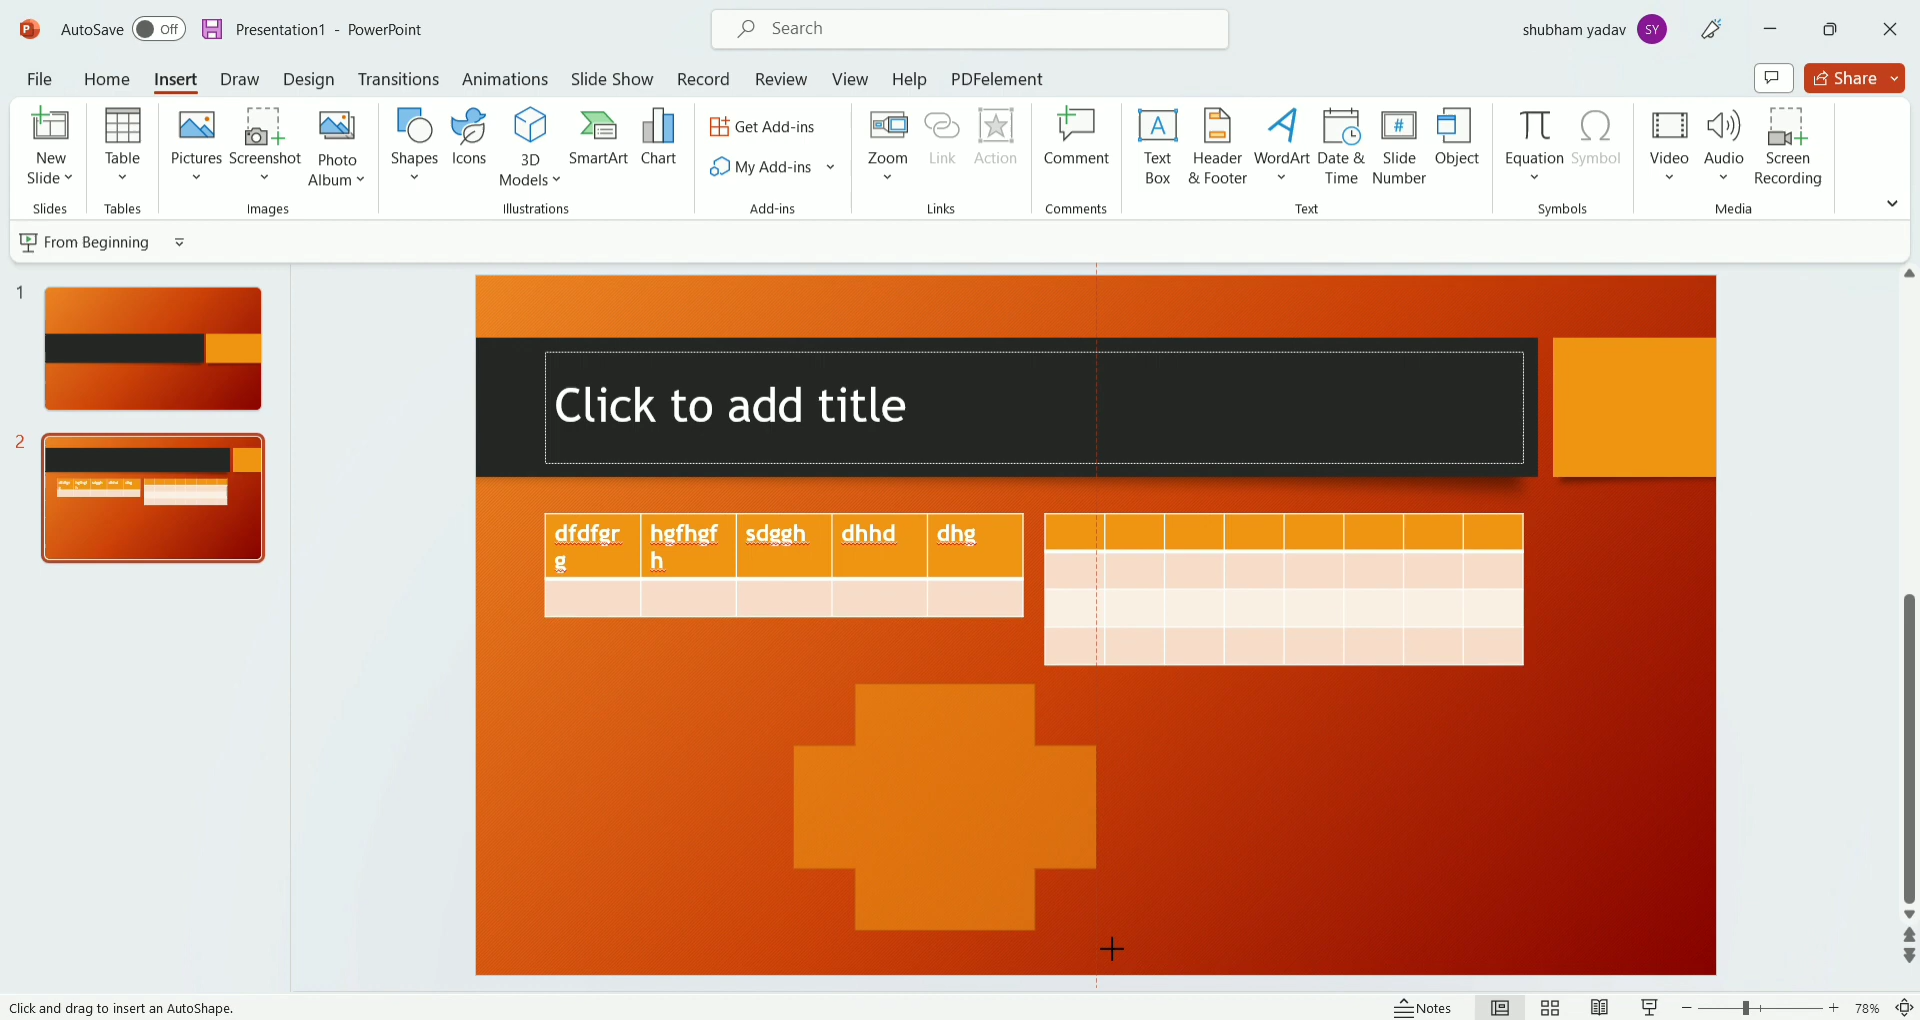 AutoSave Off Presentation1 - PowerPoint Search shubham yadav SY
File Home Insert Draw Design Transitions Animations Slide Show Record Review View Help PDFelement Share
New Slide Table Pictures Screenshot Photo Album Shapes Icons 3D Models SmartArt Chart Get Add-ins My Add-ins Zoom Link Action Comment Text Box Header & Footer WordArt Date & Time Slide Number Object Equation Symbol Video Audio Screen Recording
Slides Tables Images Illustrations Add-ins Links Comments Text Symbols Media
From Beginning
1
2
Click to add title
dfdfgr hgfhgf sdggh dhhd dhg
g h
Click and drag to insert an AutoShape. Notes 78%